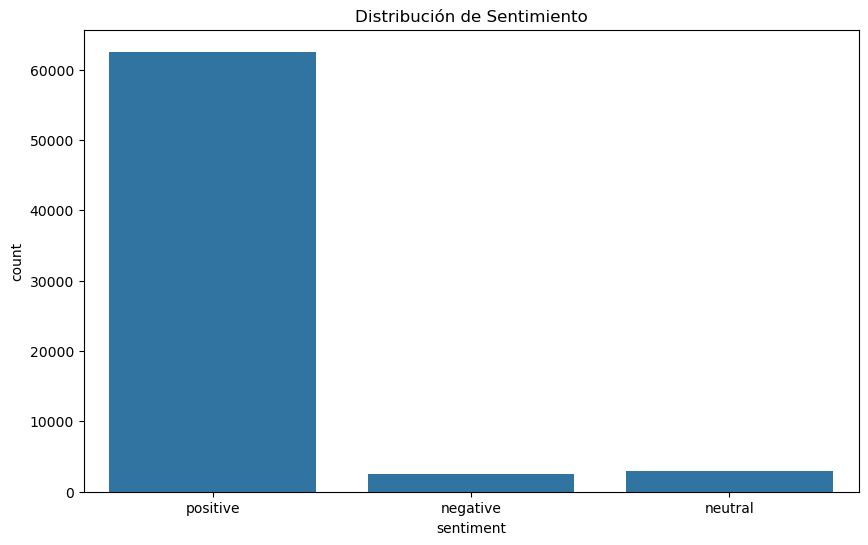 Distribución de Sentimiento
count
60000
50000
40000
30000
20000
10000
0
positive negative neutral
sentiment